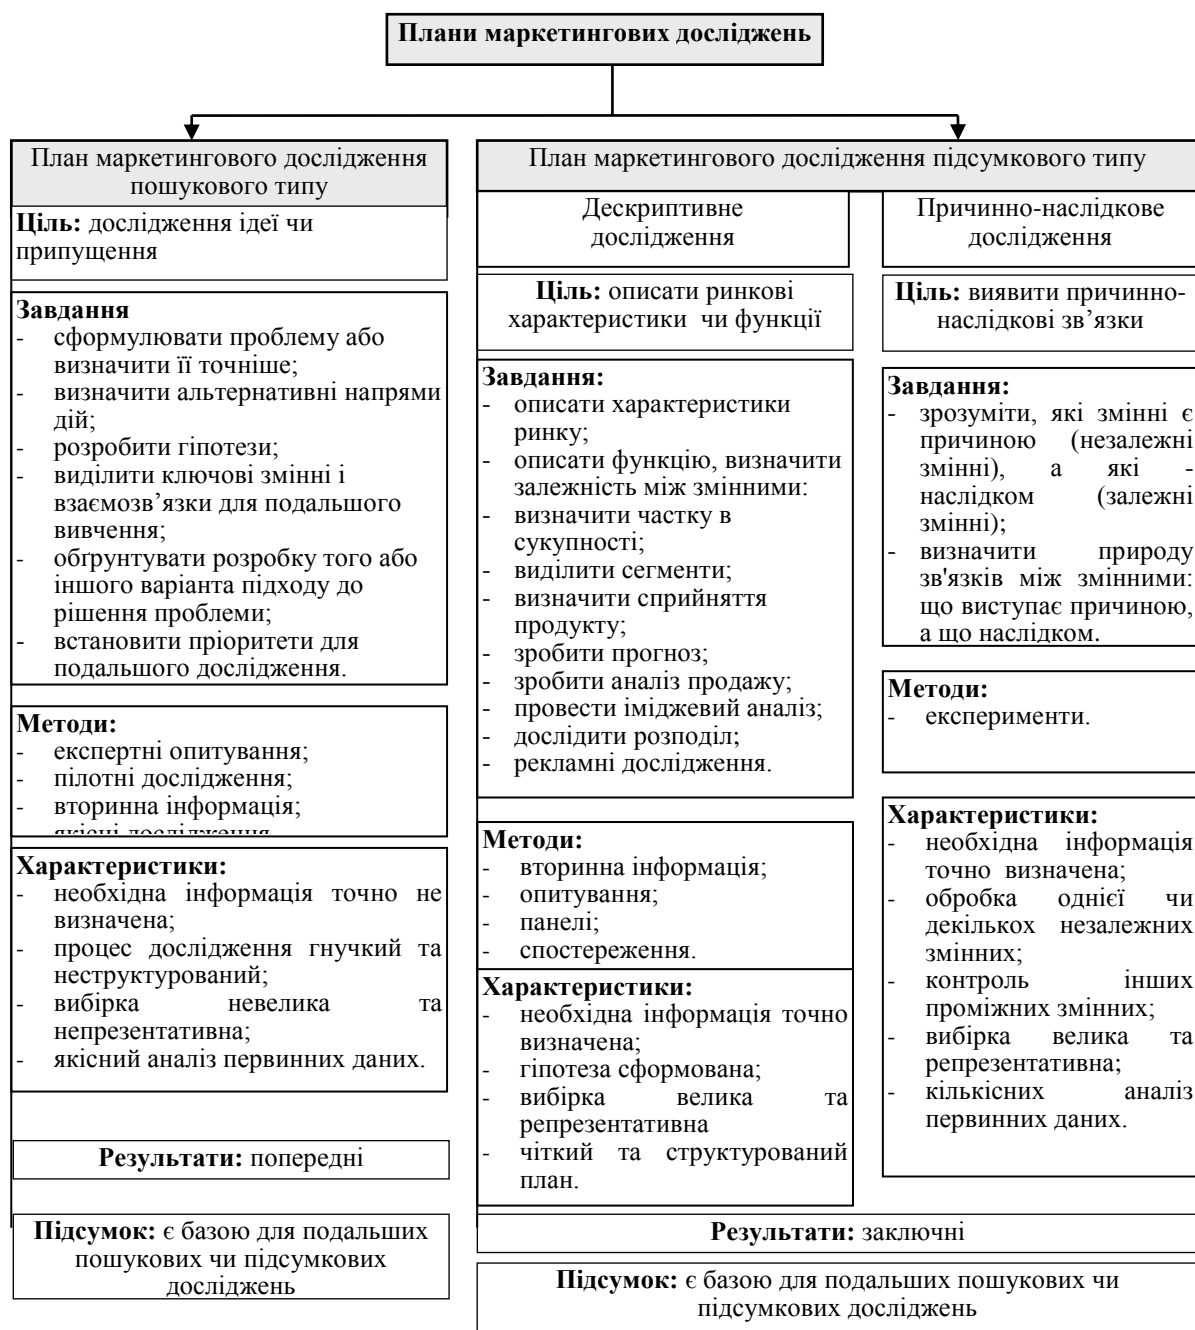 Плани маркетингових досліджень
План маркетингового дослідження
пошукового типу
Ціль: дослідження ідеї чи
припущення
Завдання
- сформулювати проблему або
визначити її точніше;
- визначити альтернативні напрями
дій;
- розробити гіпотези;
- виділити ключові змінні і
взаємозв’язки для подальшого
вивчення;
- обґрунтувати розробку того або
іншого варіанта підходу до
рішення проблеми;
- встановити пріоритети для
подальшого дослідження.
Методи:
- експертні опитування;
- пілотні дослідження;
- вторинна інформація;
- якісні дослідження
Характеристики:
- необхідна інформація точно не
визначена;
- процес дослідження гнучкий та
неструктурований;
- вибірка невелика та
непрезентативна;
- якісний аналіз первинних даних.
Результати: попередні
Підсумок: є базою для подальших
пошукових чи підсумкових
досліджень
План маркетингового дослідження підсумкового типу
Дескриптивне
дослідження
Ціль: описати ринкові
характеристики чи функції
Завдання:
- описати характеристики
ринку;
- описати функцію, визначити
залежність між змінними:
- визначити частку в
сукупності;
- виділити сегменти;
- визначити сприйняття
продукту;
- зробити прогноз;
- зробити аналіз продажу;
- провести іміджевий аналіз;
- дослідити розподіл;
- рекламні дослідження.
Методи:
- вторинна інформація;
- опитування;
- панелі;
- спостереження.
Характеристики:
- необхідна інформація точно
визначена;
- гіпотеза сформована;
- вибірка велика та
репрезентативна
- чіткий та структурований
план.
Причинно-наслідкове
дослідження
Ціль: виявити причинно-
наслідкові зв’язки
Завдання:
- зрозуміти, які змінні є
причиною (незалежні
змінні), а які -
наслідком (залежні
змінні);
- визначити природу
зв'язків між змінними:
що виступає причиною,
а що наслідком.
Методи:
- експерименти.
Характеристики:
- необхідна інформація
точно визначена;
- обробка однієї чи
декількох незалежних
змінних;
- контроль інших
проміжних змінних;
- вибірка велика та
репрезентативна;
- кількісних аналіз
первинних даних.
Результати: заключні
Підсумок: є базою для подальших пошукових чи
підсумкових досліджень